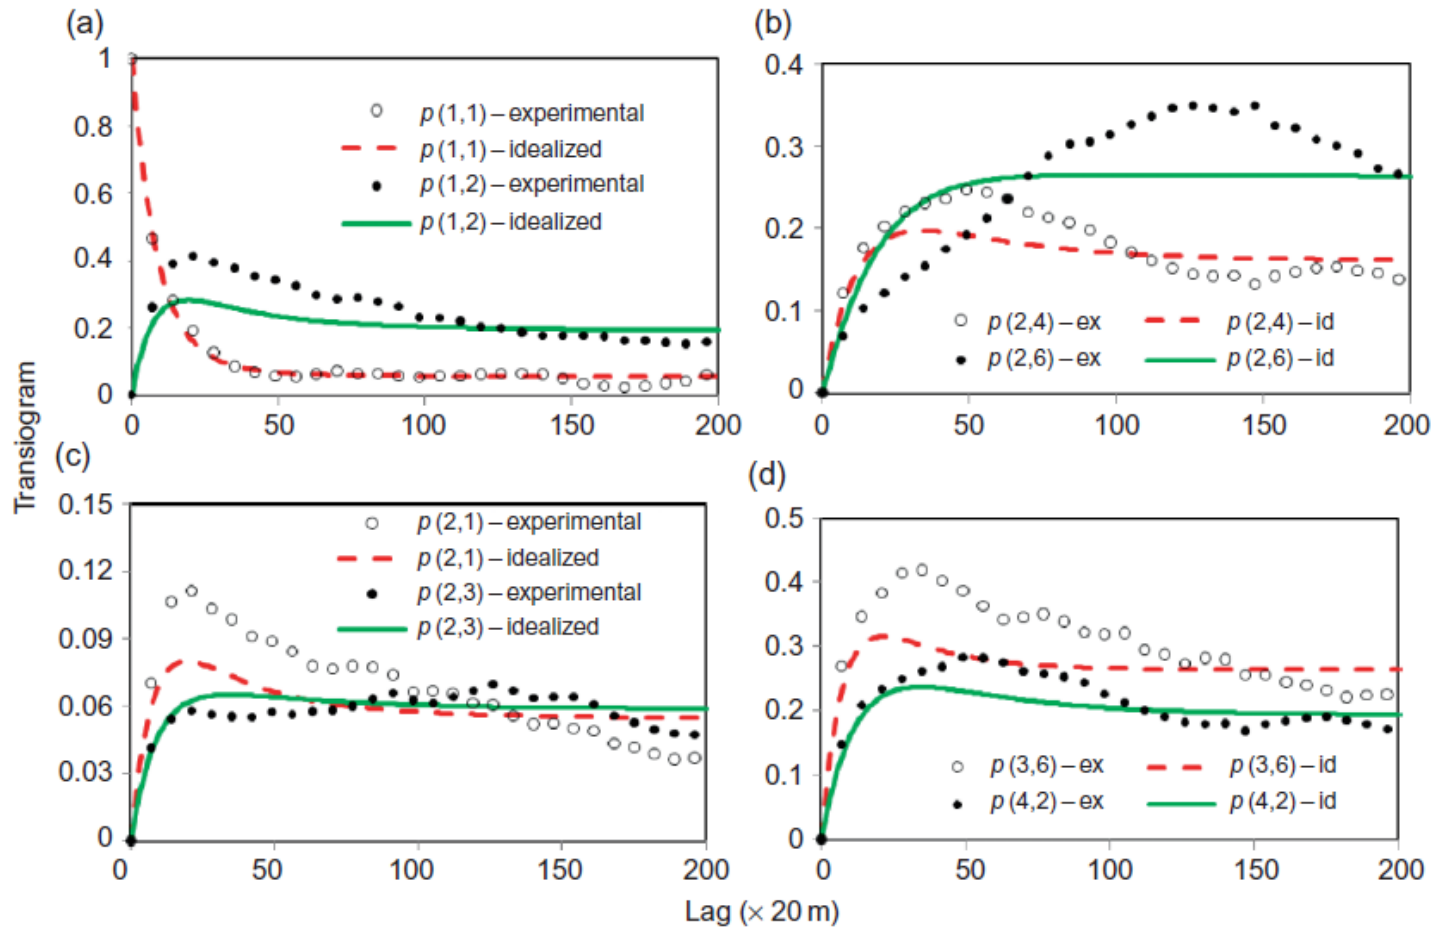 (a)
1
0.8
0.6
0.4
0.2
0
0 50 100 150 200
p (1,1) – experimental
p (1,1) – idealized
p (1,2) – experimental
p (1,2) – idealized
(b)
0.4
0.3
0.2
0.1
0
0 50 100 150 200
p (2,4) – ex p (2,4) – id
p (2,6) – ex p (2,6) – id
Transiogram
(c)
0.15
0.12
0.09
0.06
0.03
0
0 50 100 150 200
p (2,1) – experimental
p (2,1) – idealized
p (2,3) – experimental
p (2,3) – idealized
(d)
0.5
0.4
0.3
0.2
0.1
0
0 50 100 150 200
p (3,6) – ex p (3,6) – id
p (4,2) – ex p (4,2) – id
Lag (× 20 m)